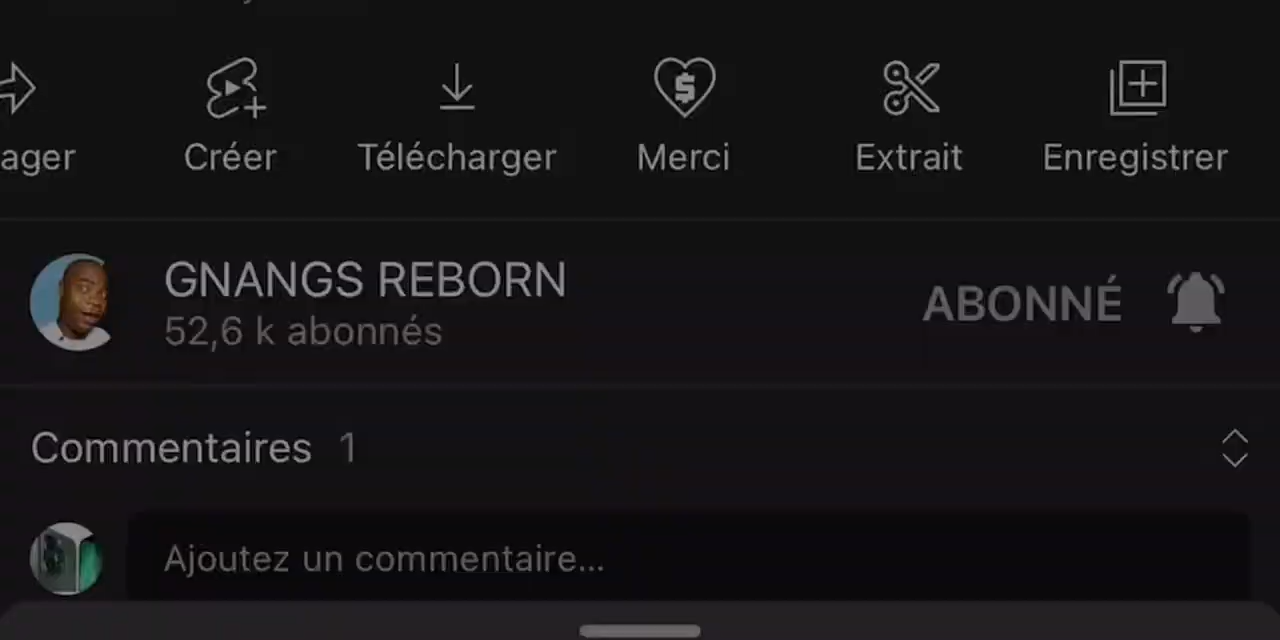 ager
Créer
Télécharger
Merci
Extrait
Enregistrer
GNANGS REBORN
52,6 k abonnés
ABONNÉ
Commentaires 1
Ajoutez un commentaire...